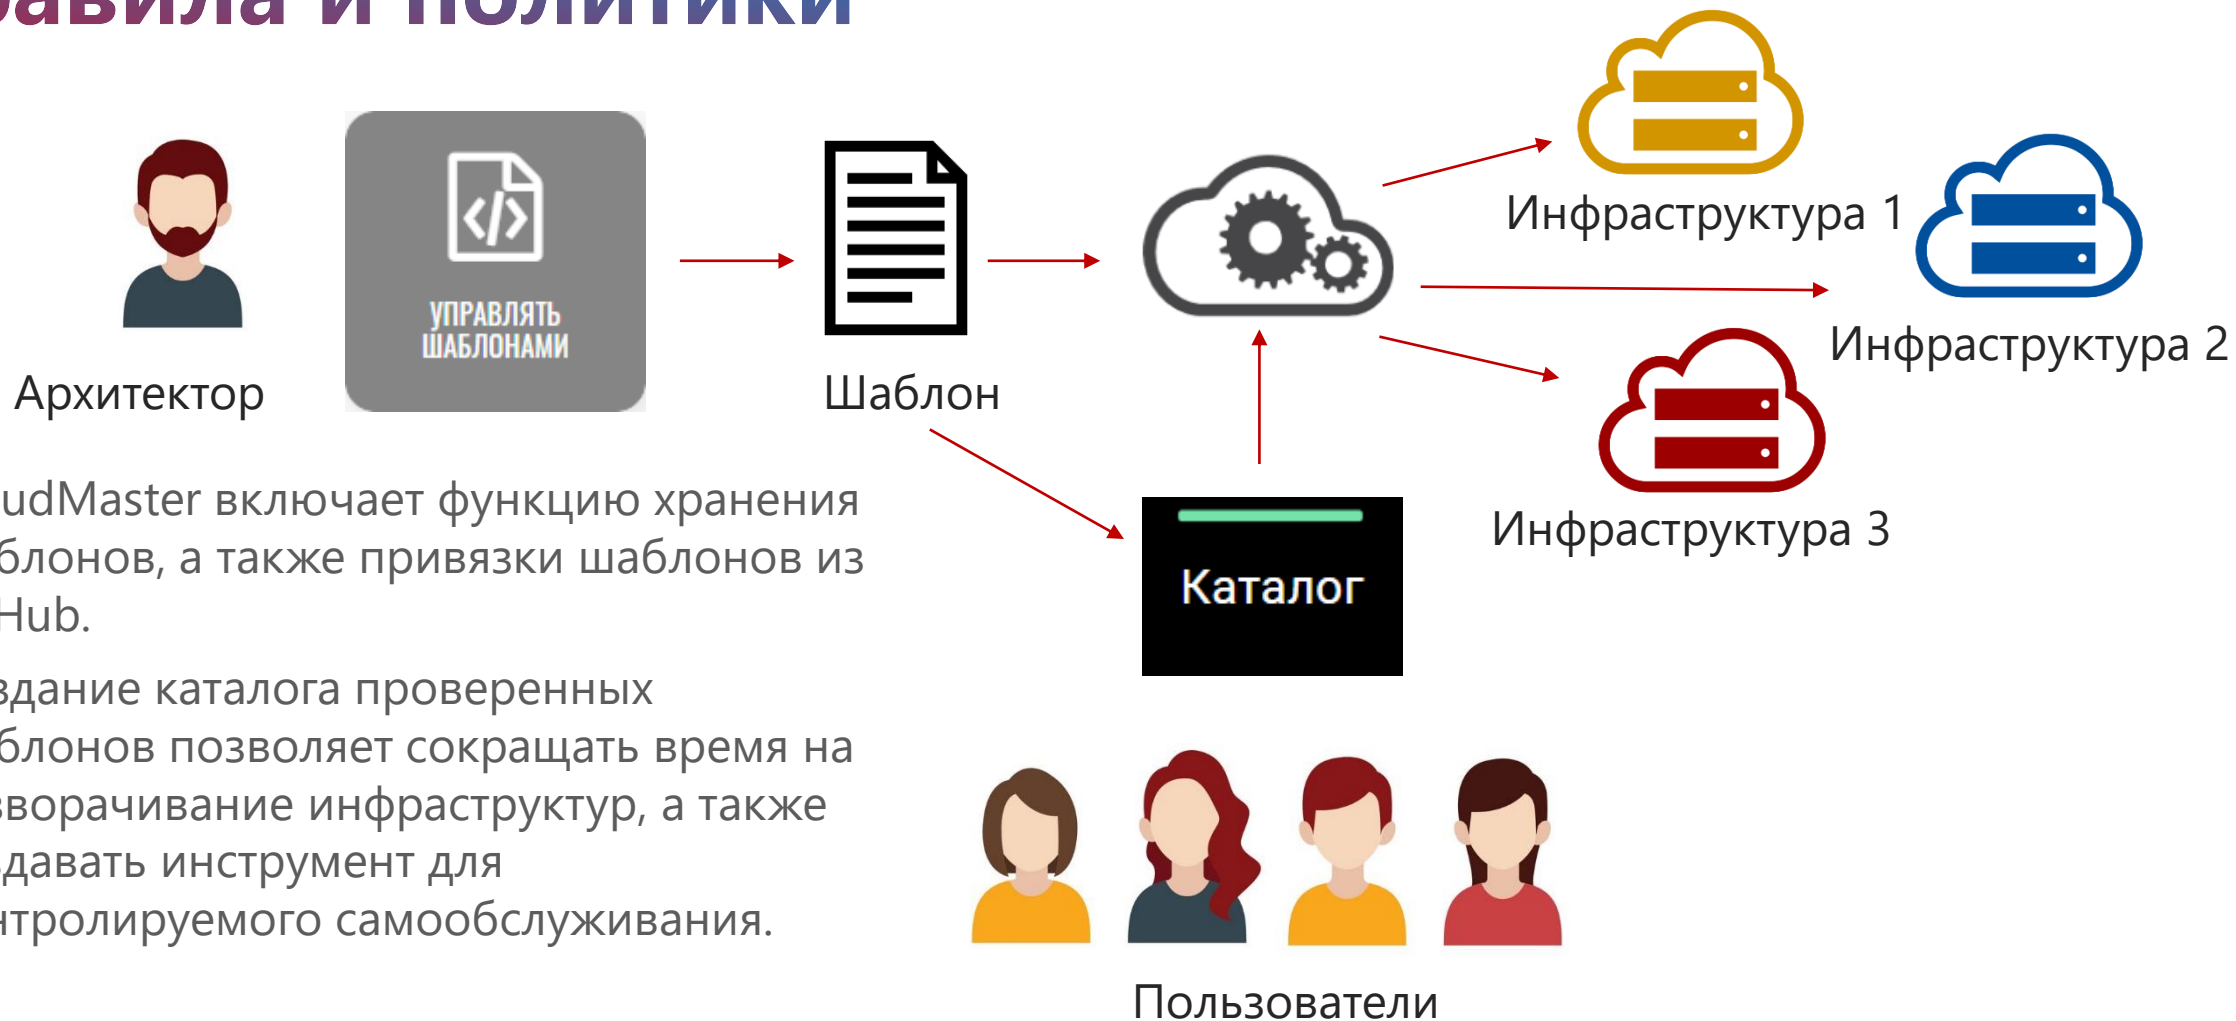 равила и политики
УПРАВЛЯТЬ
ШАБЛОНАМИ
Архитектор
Шаблон
Инфраструктура 1
Инфраструктура 2
Инфраструктура 3
Каталог
Пользователи
udMaster включает функцию хранения
блонов, а также привязки шаблонов из
Hub.
здание каталога проверенных
блонов позволяет сокращать время на
зворачивание инфраструктур, а также
здавать инструмент для
нтролируемого самообслуживания.